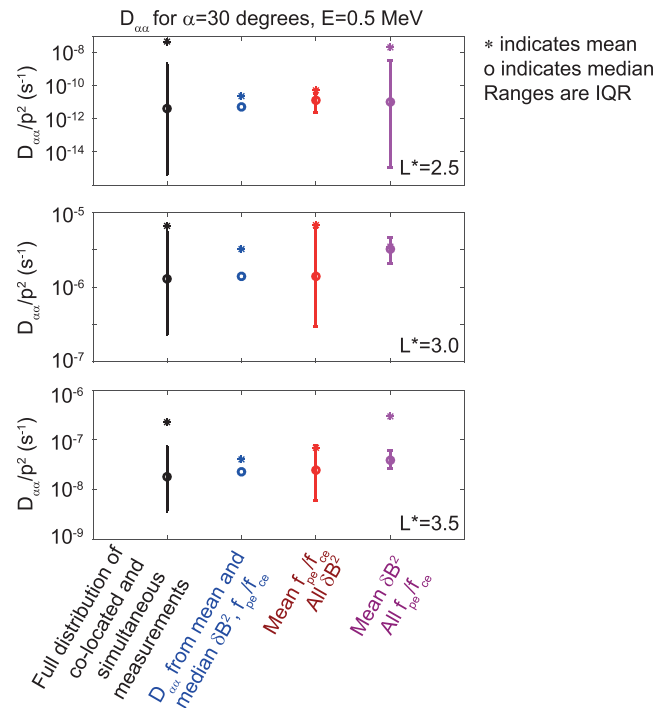 Dαα for α=30 degrees, E=0.5 MeV
* indicates mean
o indicates median
Ranges are IQR
Dαα/p² (s⁻¹)
10⁻⁸
10⁻¹⁰
10⁻¹²
10⁻¹⁴
L*=2.5
Dαα/p² (s⁻¹)
10⁻⁵
10⁻⁶
10⁻⁷
L*=3.0
Dαα/p² (s⁻¹)
10⁻⁶
10⁻⁷
10⁻⁸
10⁻⁹
L*=3.5
Full distribution of
co-located and
simultaneous
measurements
Dαα from mean and
median δB², fpe/fce
Mean fpe/fce
All δB²
Mean δB²
All fpe/fce